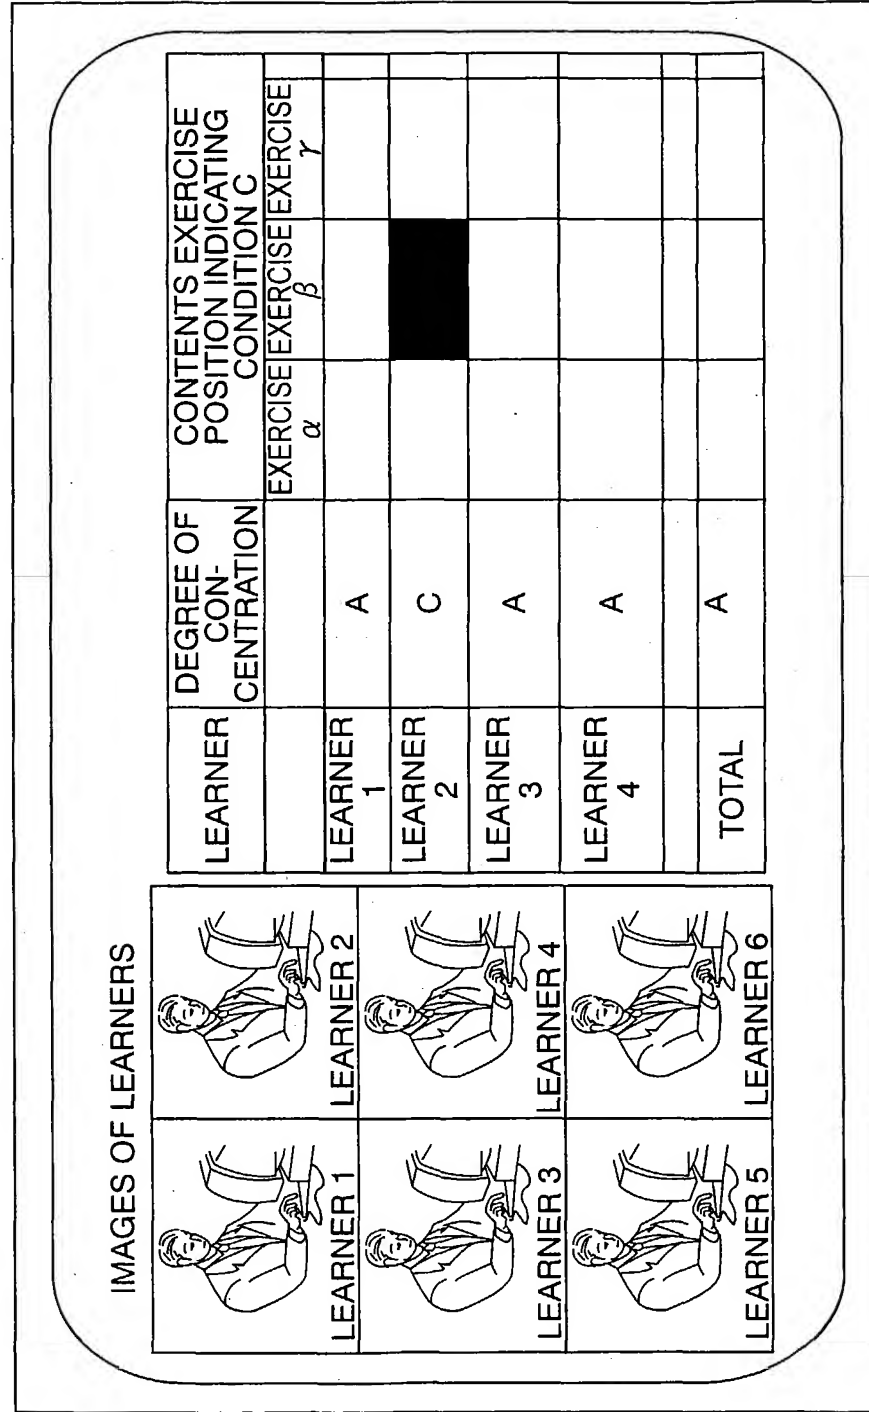 IMAGES OF LEARNERS
LEARNER 1
LEARNER 2
LEARNER 3
LEARNER 4
LEARNER 5
LEARNER 6
LEARNER
DEGREE OF
CON-
CENTRATION
CONTENTS EXERCISE
POSITION INDICATING
CONDITION C
EXERCISE
α
EXERCISE
β
EXERCISE
γ
LEARNER
1
A
LEARNER
2
C
LEARNER
3
A
LEARNER
4
A
TOTAL
A